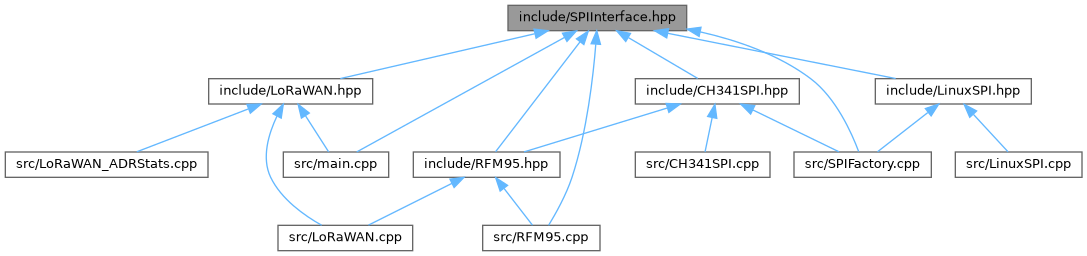 include/SPIInterface.hpp
include/LoRaWAN.hpp
include/CH341SPI.hpp
include/LinuxSPI.hpp
src/LoRaWAN_ADRStats.cpp
src/main.cpp
include/RFM95.hpp
src/CH341SPI.cpp
src/SPIFactory.cpp
src/LinuxSPI.cpp
src/LoRaWAN.cpp
src/RFM95.cpp